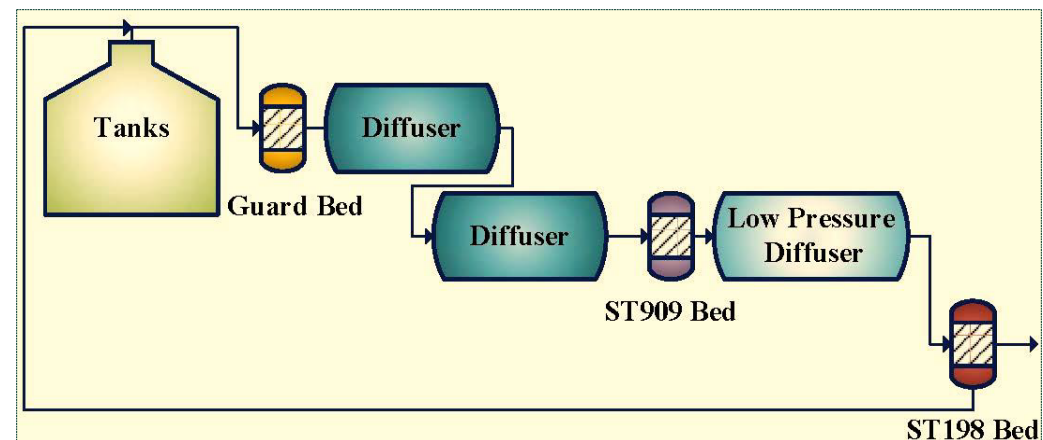 Tanks
Diffuser
Guard Bed
Diffuser
Low Pressure
Diffuser
ST909 Bed
ST198 Bed